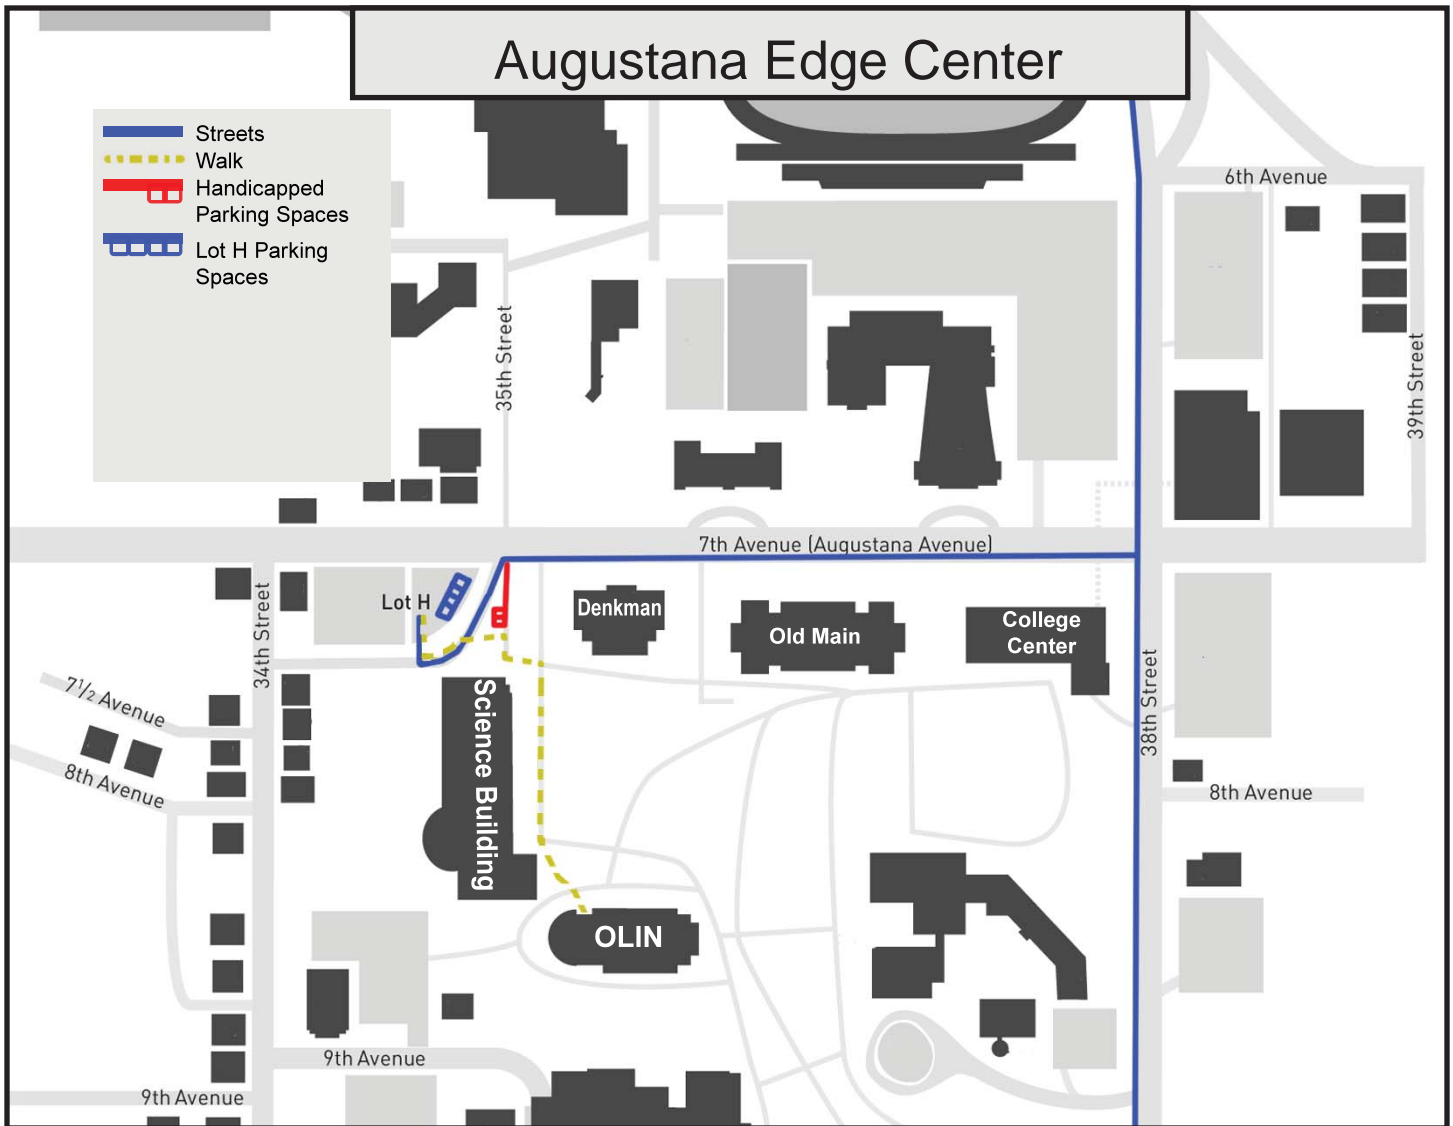 Augustana Edge Center
Streets
Walk
Handicapped
Parking Spaces
Lot H Parking
Spaces
6th Avenue
35th Street
39th Street
7th Avenue (Augustana Avenue)
Lot H
Denkman
Old Main
College
Center
34th Street
38th Street
7 1/2 Avenue
8th Avenue
Science Building
8th Avenue
OLIN
9th Avenue
9th Avenue